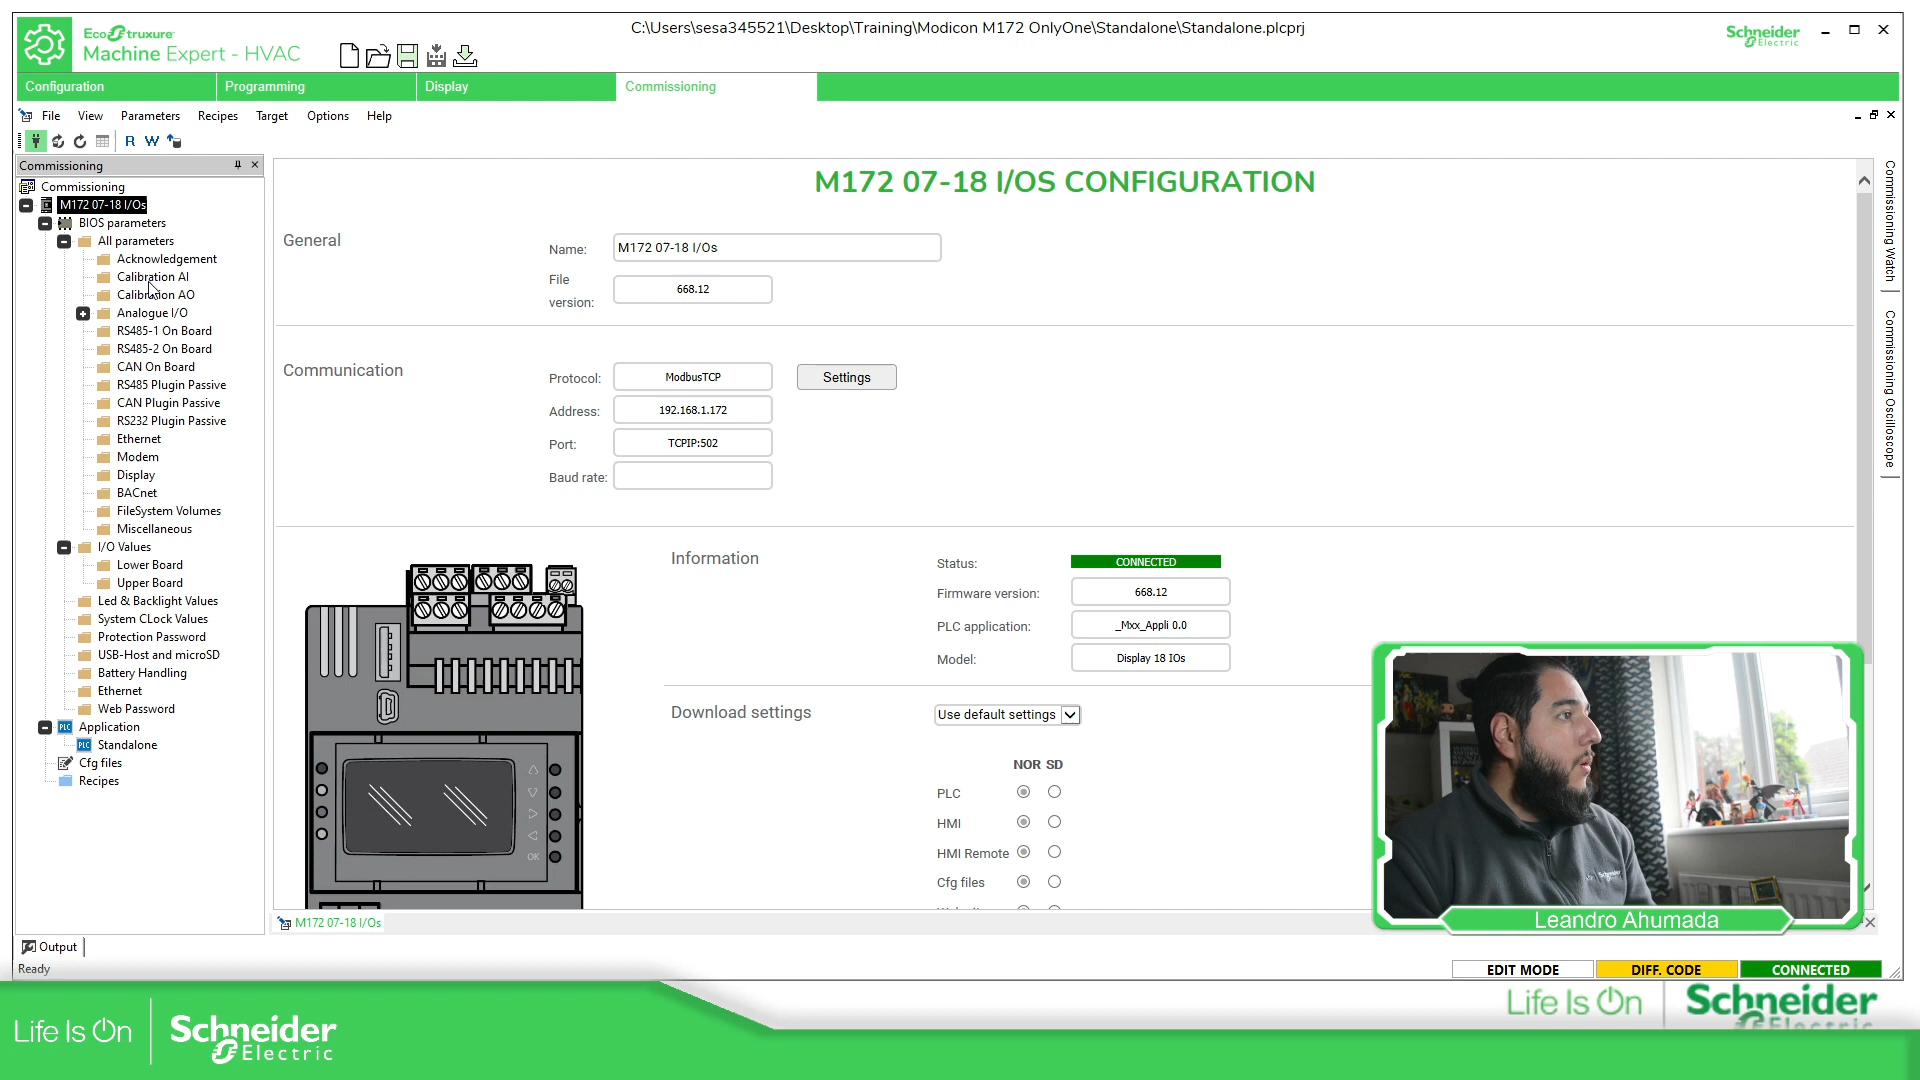 EcoStruxure
Machine Expert - HVAC
C:\Users\sesa345521\Desktop\Training\Modicon M172 OnlyOne\Standalone\Standalone.plcprj
Schneider
Electric
Configuration
Programming
Display
Commissioning
File
View
Parameters
Recipes
Target
Options
Help
R
W
Commissioning
Commissioning
M172 07-18 I/Os
BIOS parameters
All parameters
Acknowledgement
Calibration AI
Calibration AO
Analogue I/O
RS485-1 On Board
RS485-2 On Board
CAN On Board
RS485 Plugin Passive
CAN Plugin Passive
RS232 Plugin Passive
Ethernet
Modem
Display
BACnet
FileSystem Volumes
Miscellaneous
I/O Values
Lower Board
Upper Board
Led & Backlight Values
System CLock Values
Protection Password
USB-Host and microSD
Battery Handling
Ethernet
Web Password
PLC Application
PLC Standalone
Cfg files
Recipes
M172 07-18 I/OS CONFIGURATION
General
Name: M172 07-18 I/Os
File version: 668.12
Communication
Protocol: ModbusTCP Settings
Address: 192.168.1.172
Port: TCPIP:502
Baud rate:
Information
Status: CONNECTED
Firmware version: 668.12
PLC application: _Mxx_Appli 0.0
Model: Display 18 IOs
Download settings Use default settings
NOR SD
PLC
HMI
HMI Remote
Cfg files
OK
Commissioning Watch
Commissioning Oscilloscope
M172 07-18 I/Os
Leandro Ahumada
Output
Ready
EDIT MODE
DIFF. CODE
CONNECTED
Life Is On
Schneider
Electric
Life Is On
Schneider
Electric